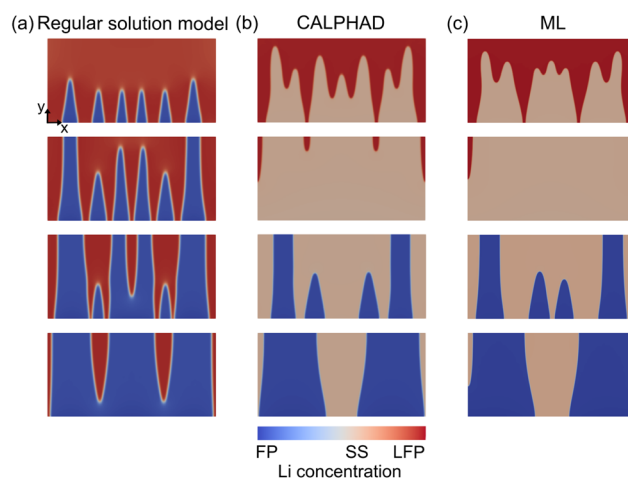 (a) Regular solution model (b) CALPHAD (c) ML
y
x
FP SS LFP
Li concentration